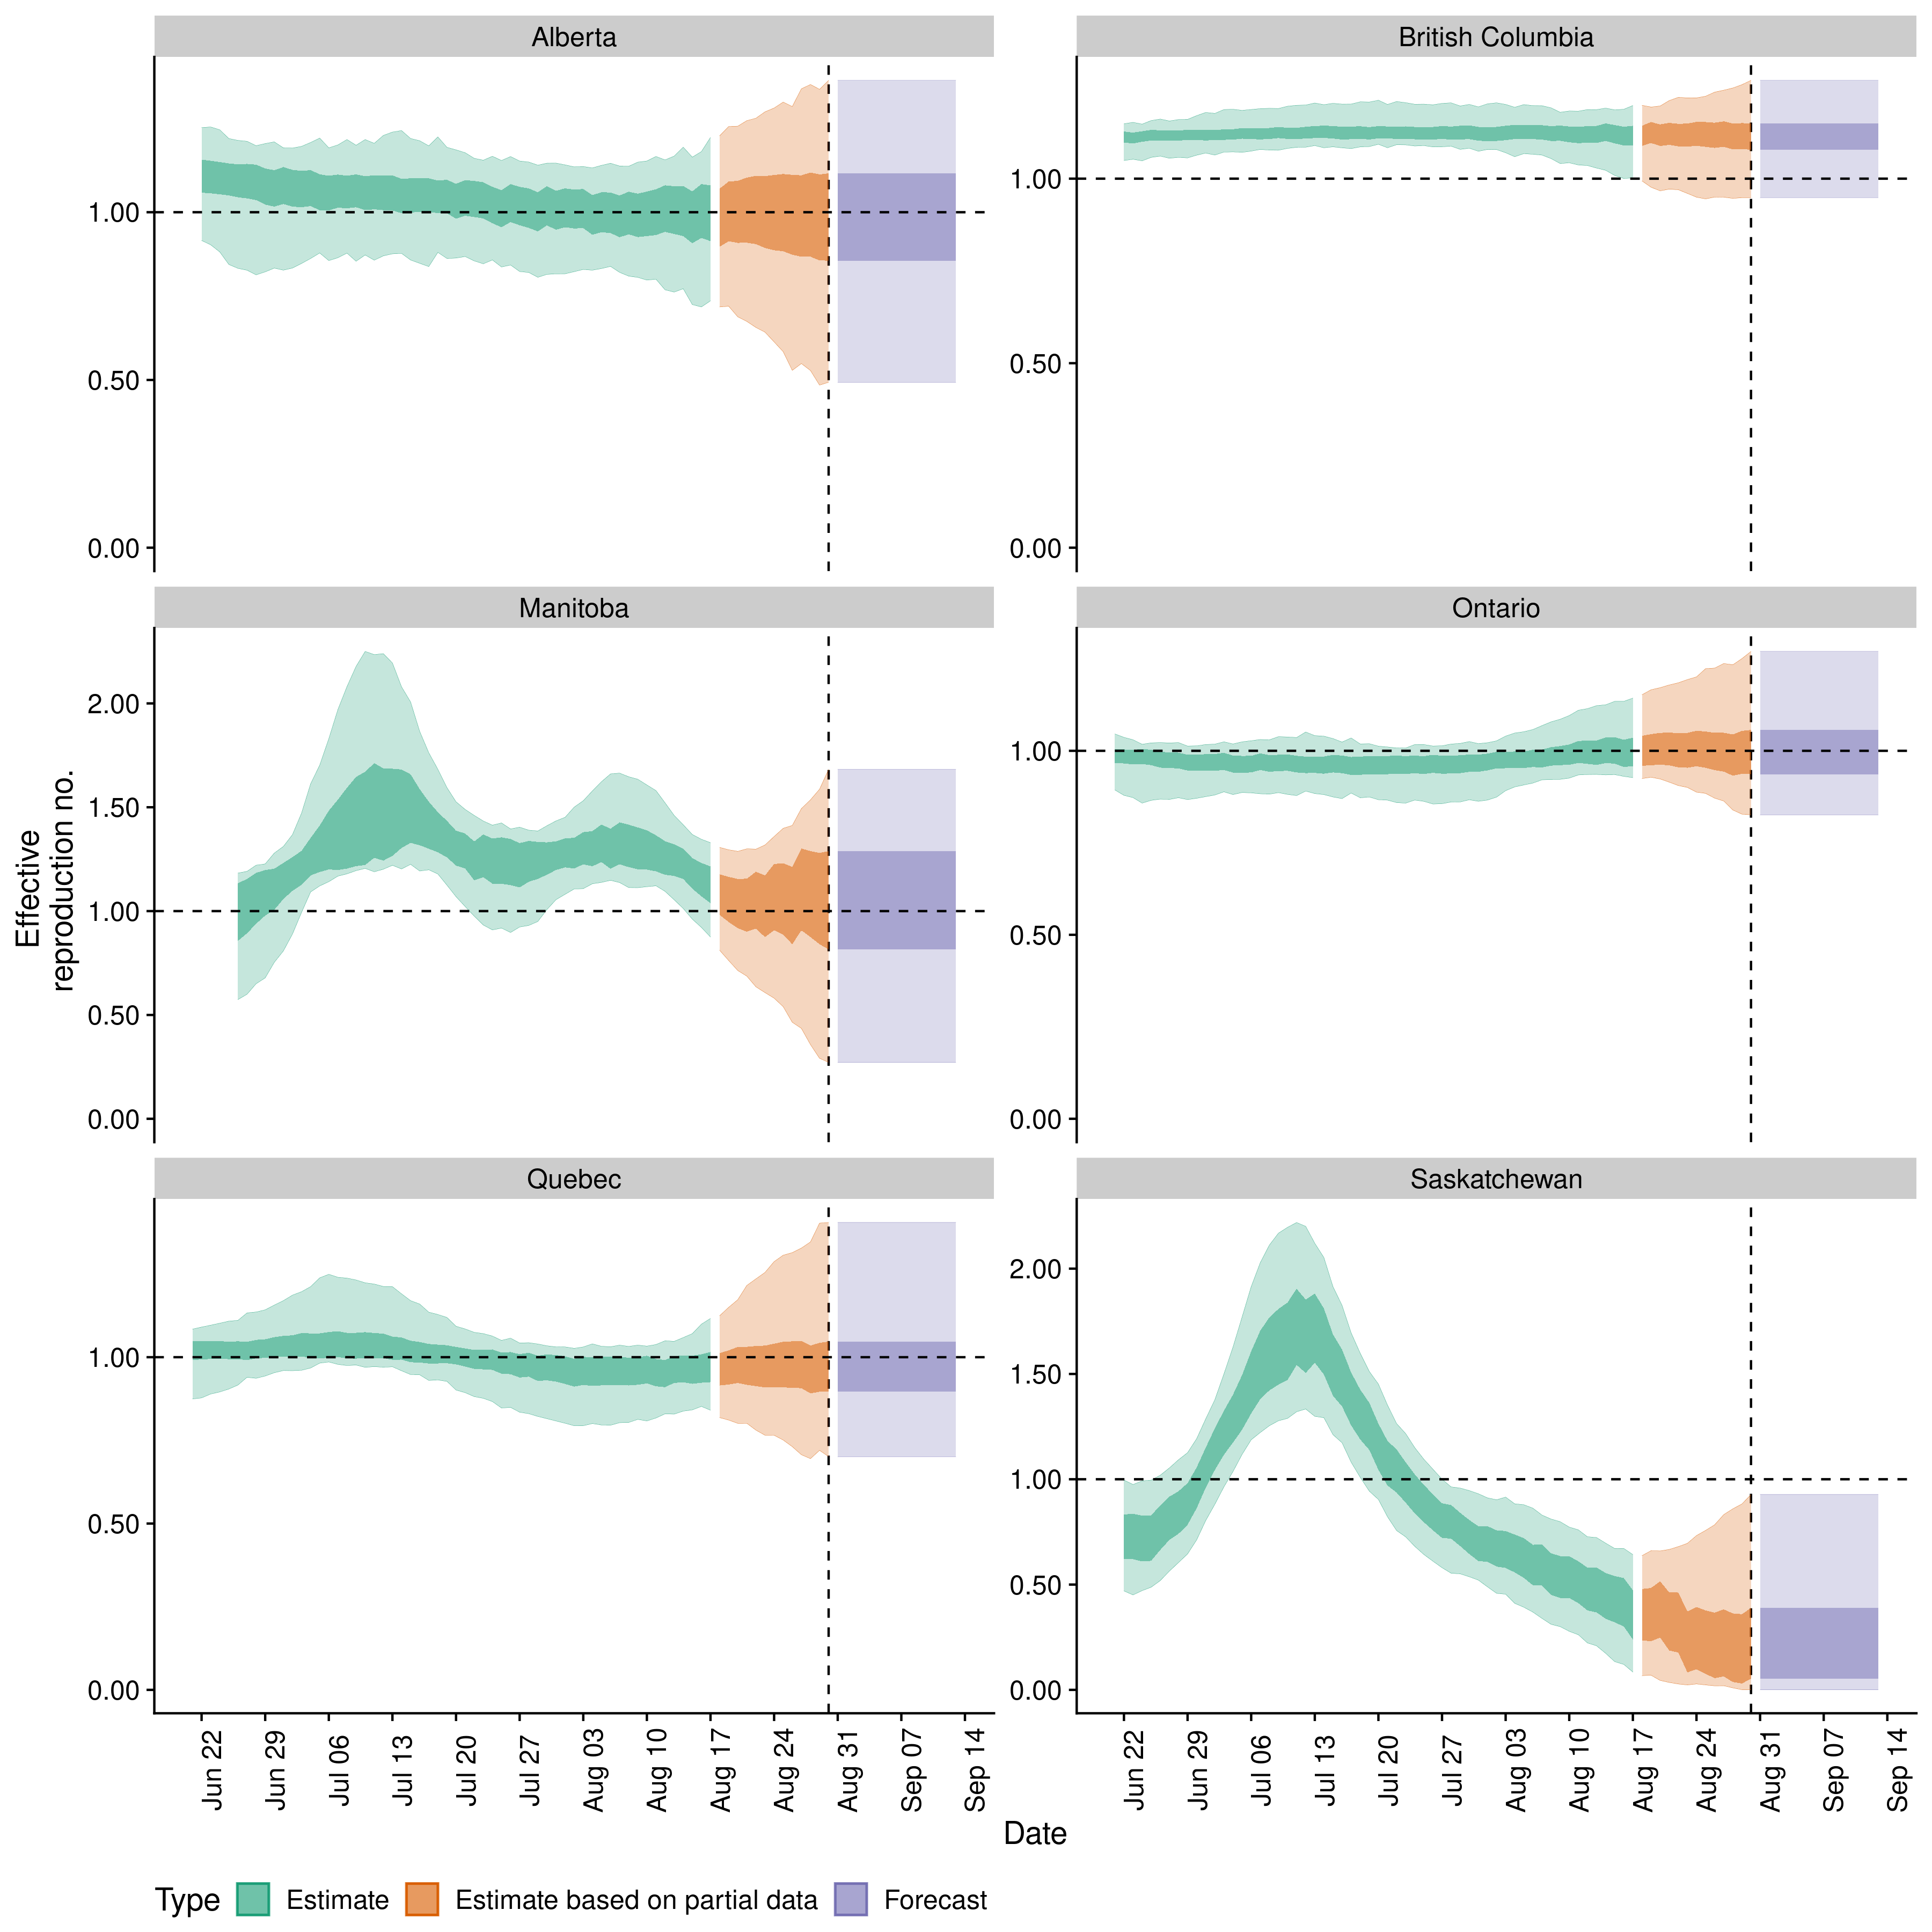 Alberta
British Columbia
1.00
0.50
0.00
1.00
0.50
0.00
Manitoba
Ontario
2.00
1.50
1.00
0.50
0.00
1.00
0.50
0.00
Effective
reproduction no.
Quebec
Saskatchewan
1.00
0.50
0.00
2.00
1.50
1.00
0.50
0.00
Jun 22
Jun 29
Jul 06
Jul 13
Jul 20
Jul 27
Aug 03
Aug 10
Aug 17
Aug 24
Aug 31
Sep 07
Sep 14
Jun 22
Jun 29
Jul 06
Jul 13
Jul 20
Jul 27
Aug 03
Aug 10
Aug 17
Aug 24
Aug 31
Sep 07
Sep 14
Date
Type Estimate Estimate based on partial data Forecast